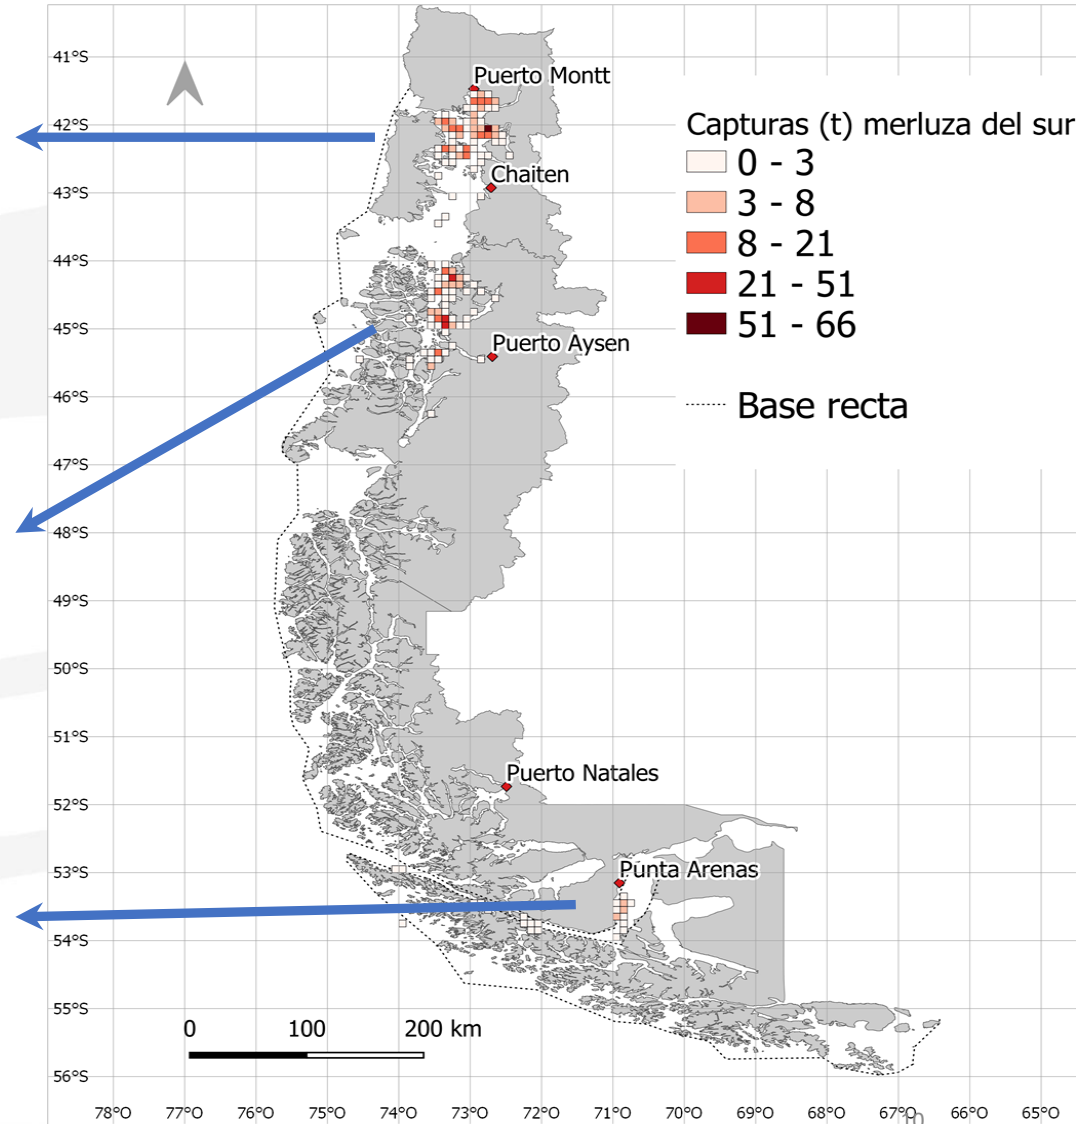 41°S
Puerto Montt
42°S
Capturas (t) merluza del sur
0 - 3
Chaiten
43°S
3 - 8
8 - 21
44°S
21 - 51
51 - 66
45°S
Puerto Aysen
46°S
Base recta
47°S
48°S
49°S
50°S
51°S
Puerto Natales
52°S
53°S
Punta Arenas
54°S
55°S
0 100 200 km
56°S
78°O 77°O 76°O 75°O 74°O 73°O 72°O 71°O 70°O 69°O 68°O 67°O 66°O 65°O
10